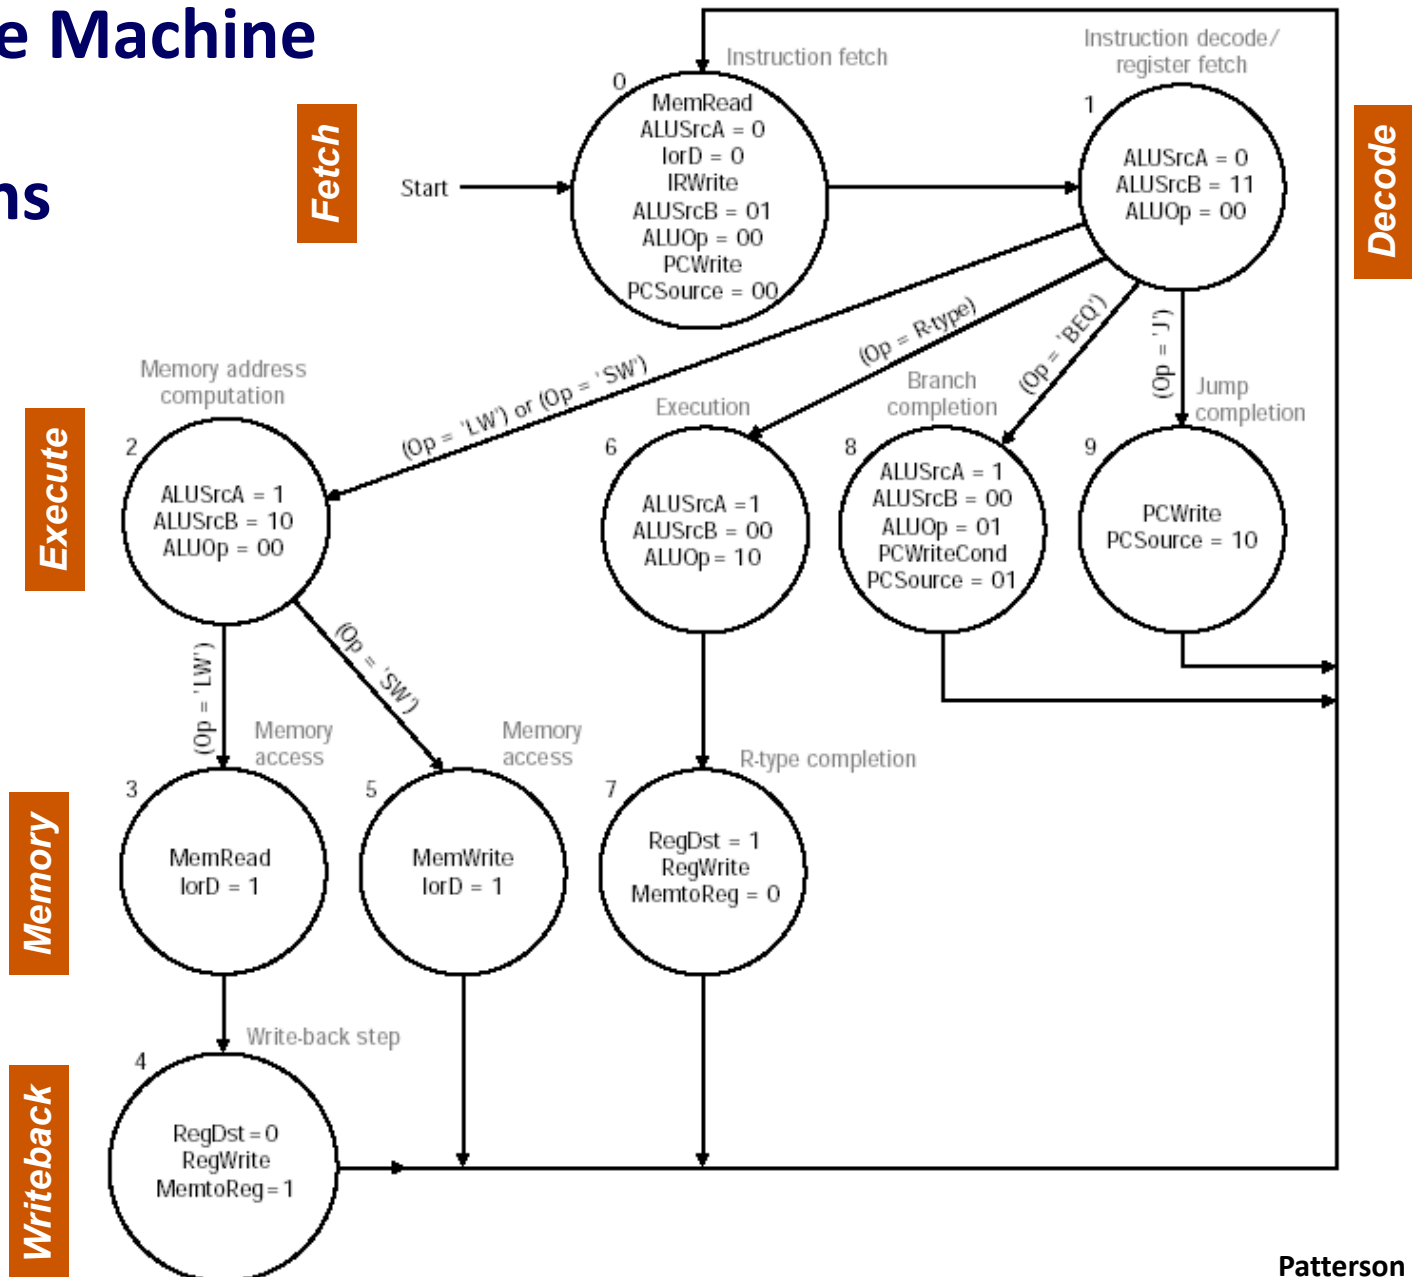 e Machine
ns
Fetch
Decode
Execute
Memory
Writeback
Start
Instruction fetch
0
MemRead
ALUSrcA = 0
IorD = 0
IRWrite
ALUSrcB = 01
ALUOp = 00
PCWrite
PCSource = 00
Instruction decode/
register fetch
1
ALUSrcA = 0
ALUSrcB = 11
ALUOp = 00
(Op = 'LW') or (Op = 'SW')
(Op = R-type)
(Op = 'BEQ')
(Op = 'J')
Memory address
computation
2
ALUSrcA = 1
ALUSrcB = 10
ALUOp = 00
Execution
6
ALUSrcA =1
ALUSrcB = 00
ALUOp= 10
Branch
completion
8
ALUSrcA = 1
ALUSrcB = 00
ALUOp = 01
PCWriteCond
PCSource = 01
Jump
completion
9
PCWrite
PCSource = 10
(Op = 'LW')
(Op = 'SW')
Memory
access
3
MemRead
IorD = 1
Memory
access
5
MemWrite
IorD = 1
R-type completion
7
RegDst = 1
RegWrite
MemtoReg = 0
Write-back step
4
RegDst=0
RegWrite
MemtoReg=1
Patterson